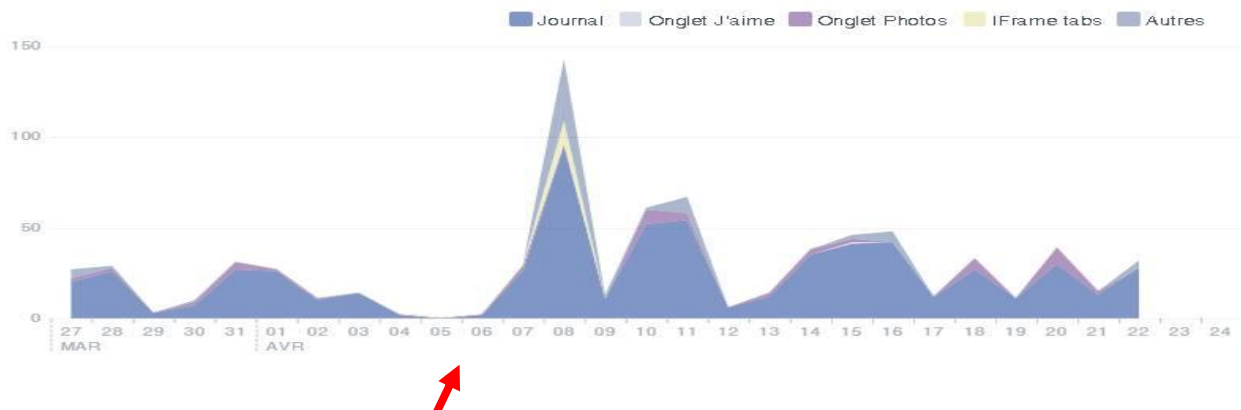 Journal Onglet J'aime Onglet Photos IFrame tabs Autres
150
100
50
0
27 28 29 30 31 01 02 03 04 05 06 07 08 09 10 11 12 13 14 15 16 17 18 19 20 21 22 23 24
MAR AVR